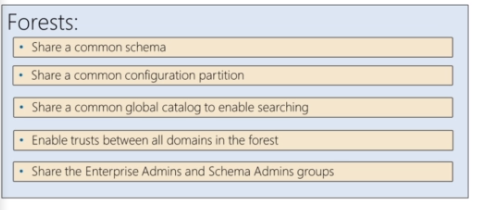 Forests:
• Share a common schema
• Share a common configuration partition
• Share a common global catalog to enable searching
• Enable trusts between all domains in the forest
• Share the Enterprise Admins and Schema Admins groups